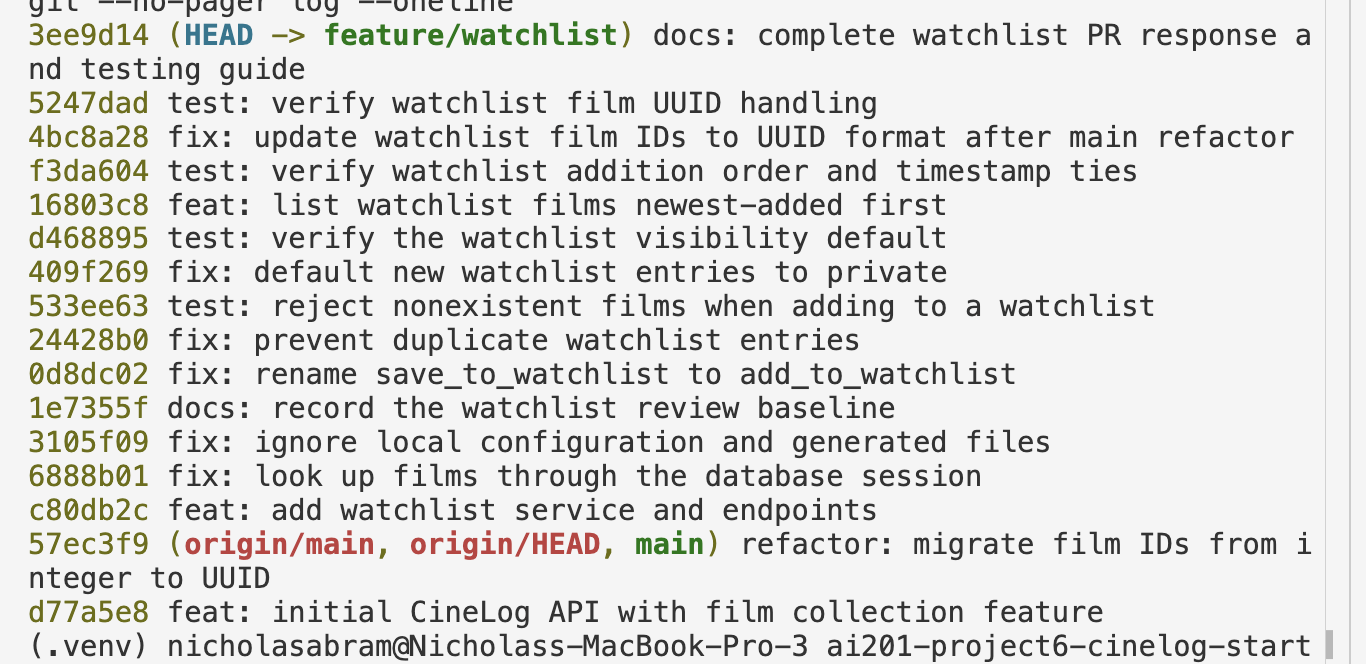 git --no-pager log --oneline
3ee9d14 (HEAD -> feature/watchlist) docs: complete watchlist PR response a
nd testing guide
5247dad test: verify watchlist film UUID handling
4bc8a28 fix: update watchlist film IDs to UUID format after main refactor
f3da604 test: verify watchlist addition order and timestamp ties
16803c8 feat: list watchlist films newest-added first
d468895 test: verify the watchlist visibility default
409f269 fix: default new watchlist entries to private
533ee63 test: reject nonexistent films when adding to a watchlist
24428b0 fix: prevent duplicate watchlist entries
0d8dc02 fix: rename save_to_watchlist to add_to_watchlist
1e7355f docs: record the watchlist review baseline
3105f09 fix: ignore local configuration and generated files
6888b01 fix: look up films through the database session
c80db2c feat: add watchlist service and endpoints
57ec3f9 (origin/main, origin/HEAD, main) refactor: migrate film IDs from i
nteger to UUID
d77a5e8 feat: initial CineLog API with film collection feature
(.venv) nicholasabram@Nicholass-MacBook-Pro-3 ai201-project6-cinelog-start